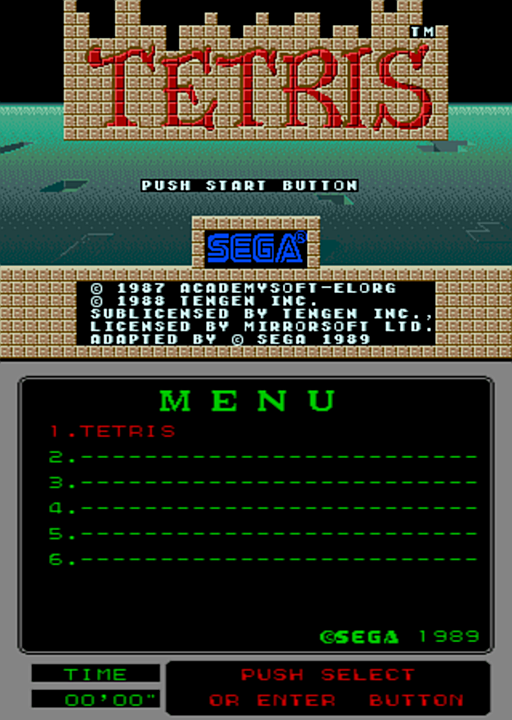 TETRIS TM
PUSH START BUTTON
SEGA®
© 1987 ACADEMYSOFT-ELORG
© 1988 TENGEN INC.
SUBLICENSED BY TENGEN INC.,
LICENSED BY MIRRORSOFT LTD.
ADAPTED BY © SEGA 1989
MENU
1.TETRIS
2.--------------------------
3.--------------------------
4.--------------------------
5.--------------------------
6.--------------------------
©SEGA 1989
TIME
00'00"
PUSH SELECT
OR ENTER BUTTON